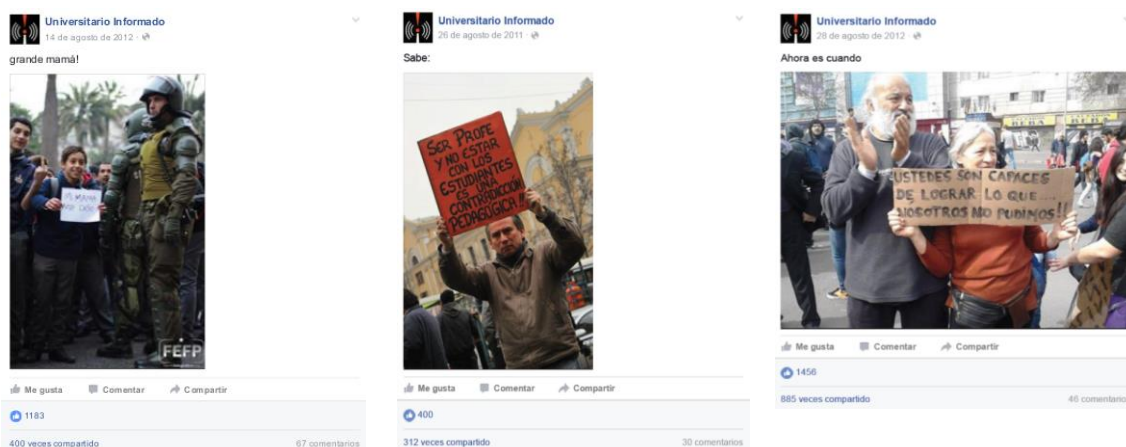 Universitario Informado
14 de agosto de 2012 ·
grande mamá!
MI MAMÁ
FEFP
Me gusta Comentar Compartir
1183
400 veces compartido 67 comentarios
Universitario Informado
26 de agosto de 2011 ·
Sabe:
SER PROFE
Y NO ESTAR
CON LOS
ESTUDIANTES
ES UNA
CONTRADICCIÓN
PEDAGÓGICA!!
Me gusta Comentar Compartir
400
312 veces compartido 30 comentarios
Universitario Informado
28 de agosto de 2012 ·
Ahora es cuando
USTEDES SON CAPACES
DE LOGRAR LO QUE...
NOSOTROS NO PUDIMOS!!
Me gusta Comentar Compartir
1456
885 veces compartido 46 comentarios